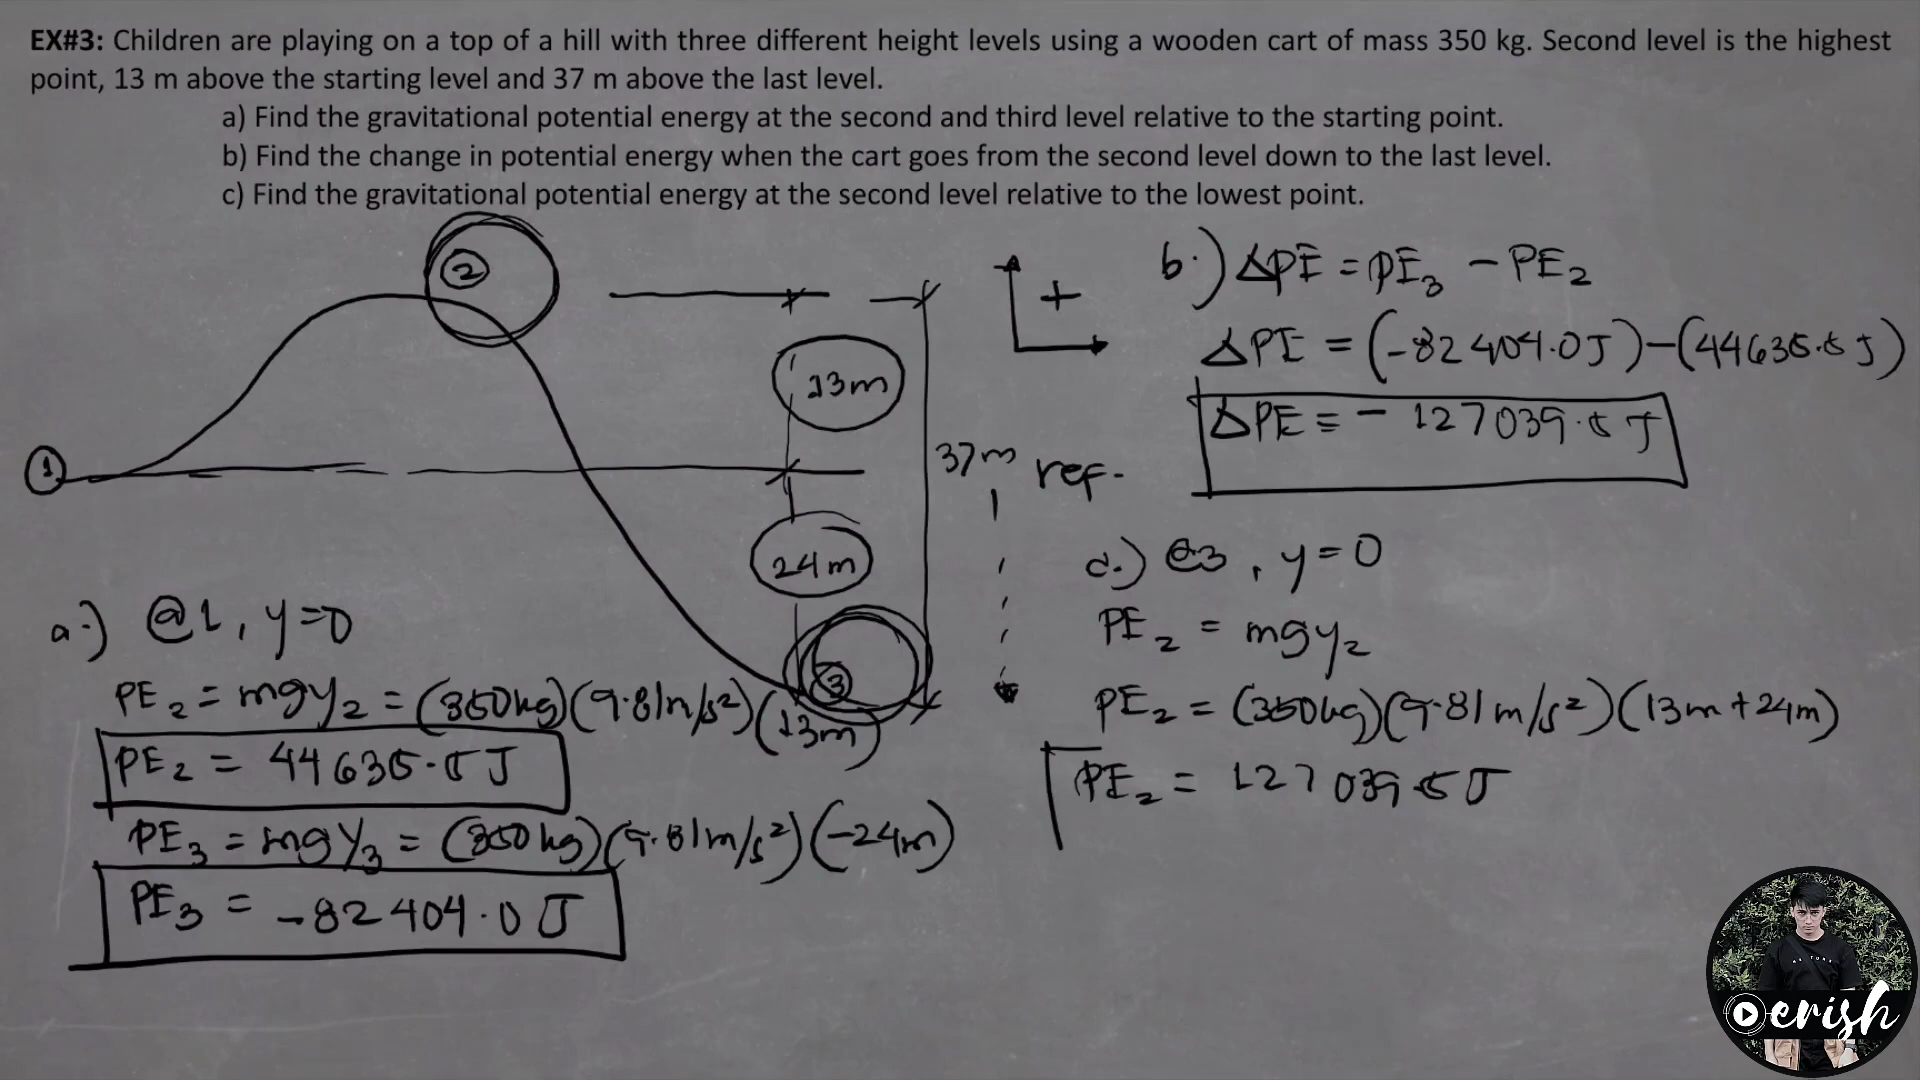 EX#3: Children are playing on a top of a hill with three different height levels using a wooden cart of mass 350 kg. Second level is the highest
point, 13 m above the starting level and 37 m above the last level.
a) Find the gravitational potential energy at the second and third level relative to the starting point.
b) Find the change in potential energy when the cart goes from the second level down to the last level.
c) Find the gravitational potential energy at the second level relative to the lowest point.
2
+
b.) ΔPE = PE₃ - PE₂
ΔPE = (-82404.0J)-(44635.5 J)
ΔPE = - 127039.5 J
13m
1
37m
ref.
24m
3
a.) @1, y=0
PE₂ = mgy₂ = (350kg)(9.81m/s²)(13m)
PE₂ = 44635.5 J
PE₃ = mgy₃ = (350kg)(9.81m/s²)(-24m)
PE₃ = -82404.0 J
c.) @3, y=0
PE₂ = mgy₂
PE₂ = (350kg)(9.81m/s²)(13m+24m)
PE₂ = 127039.5J
erish